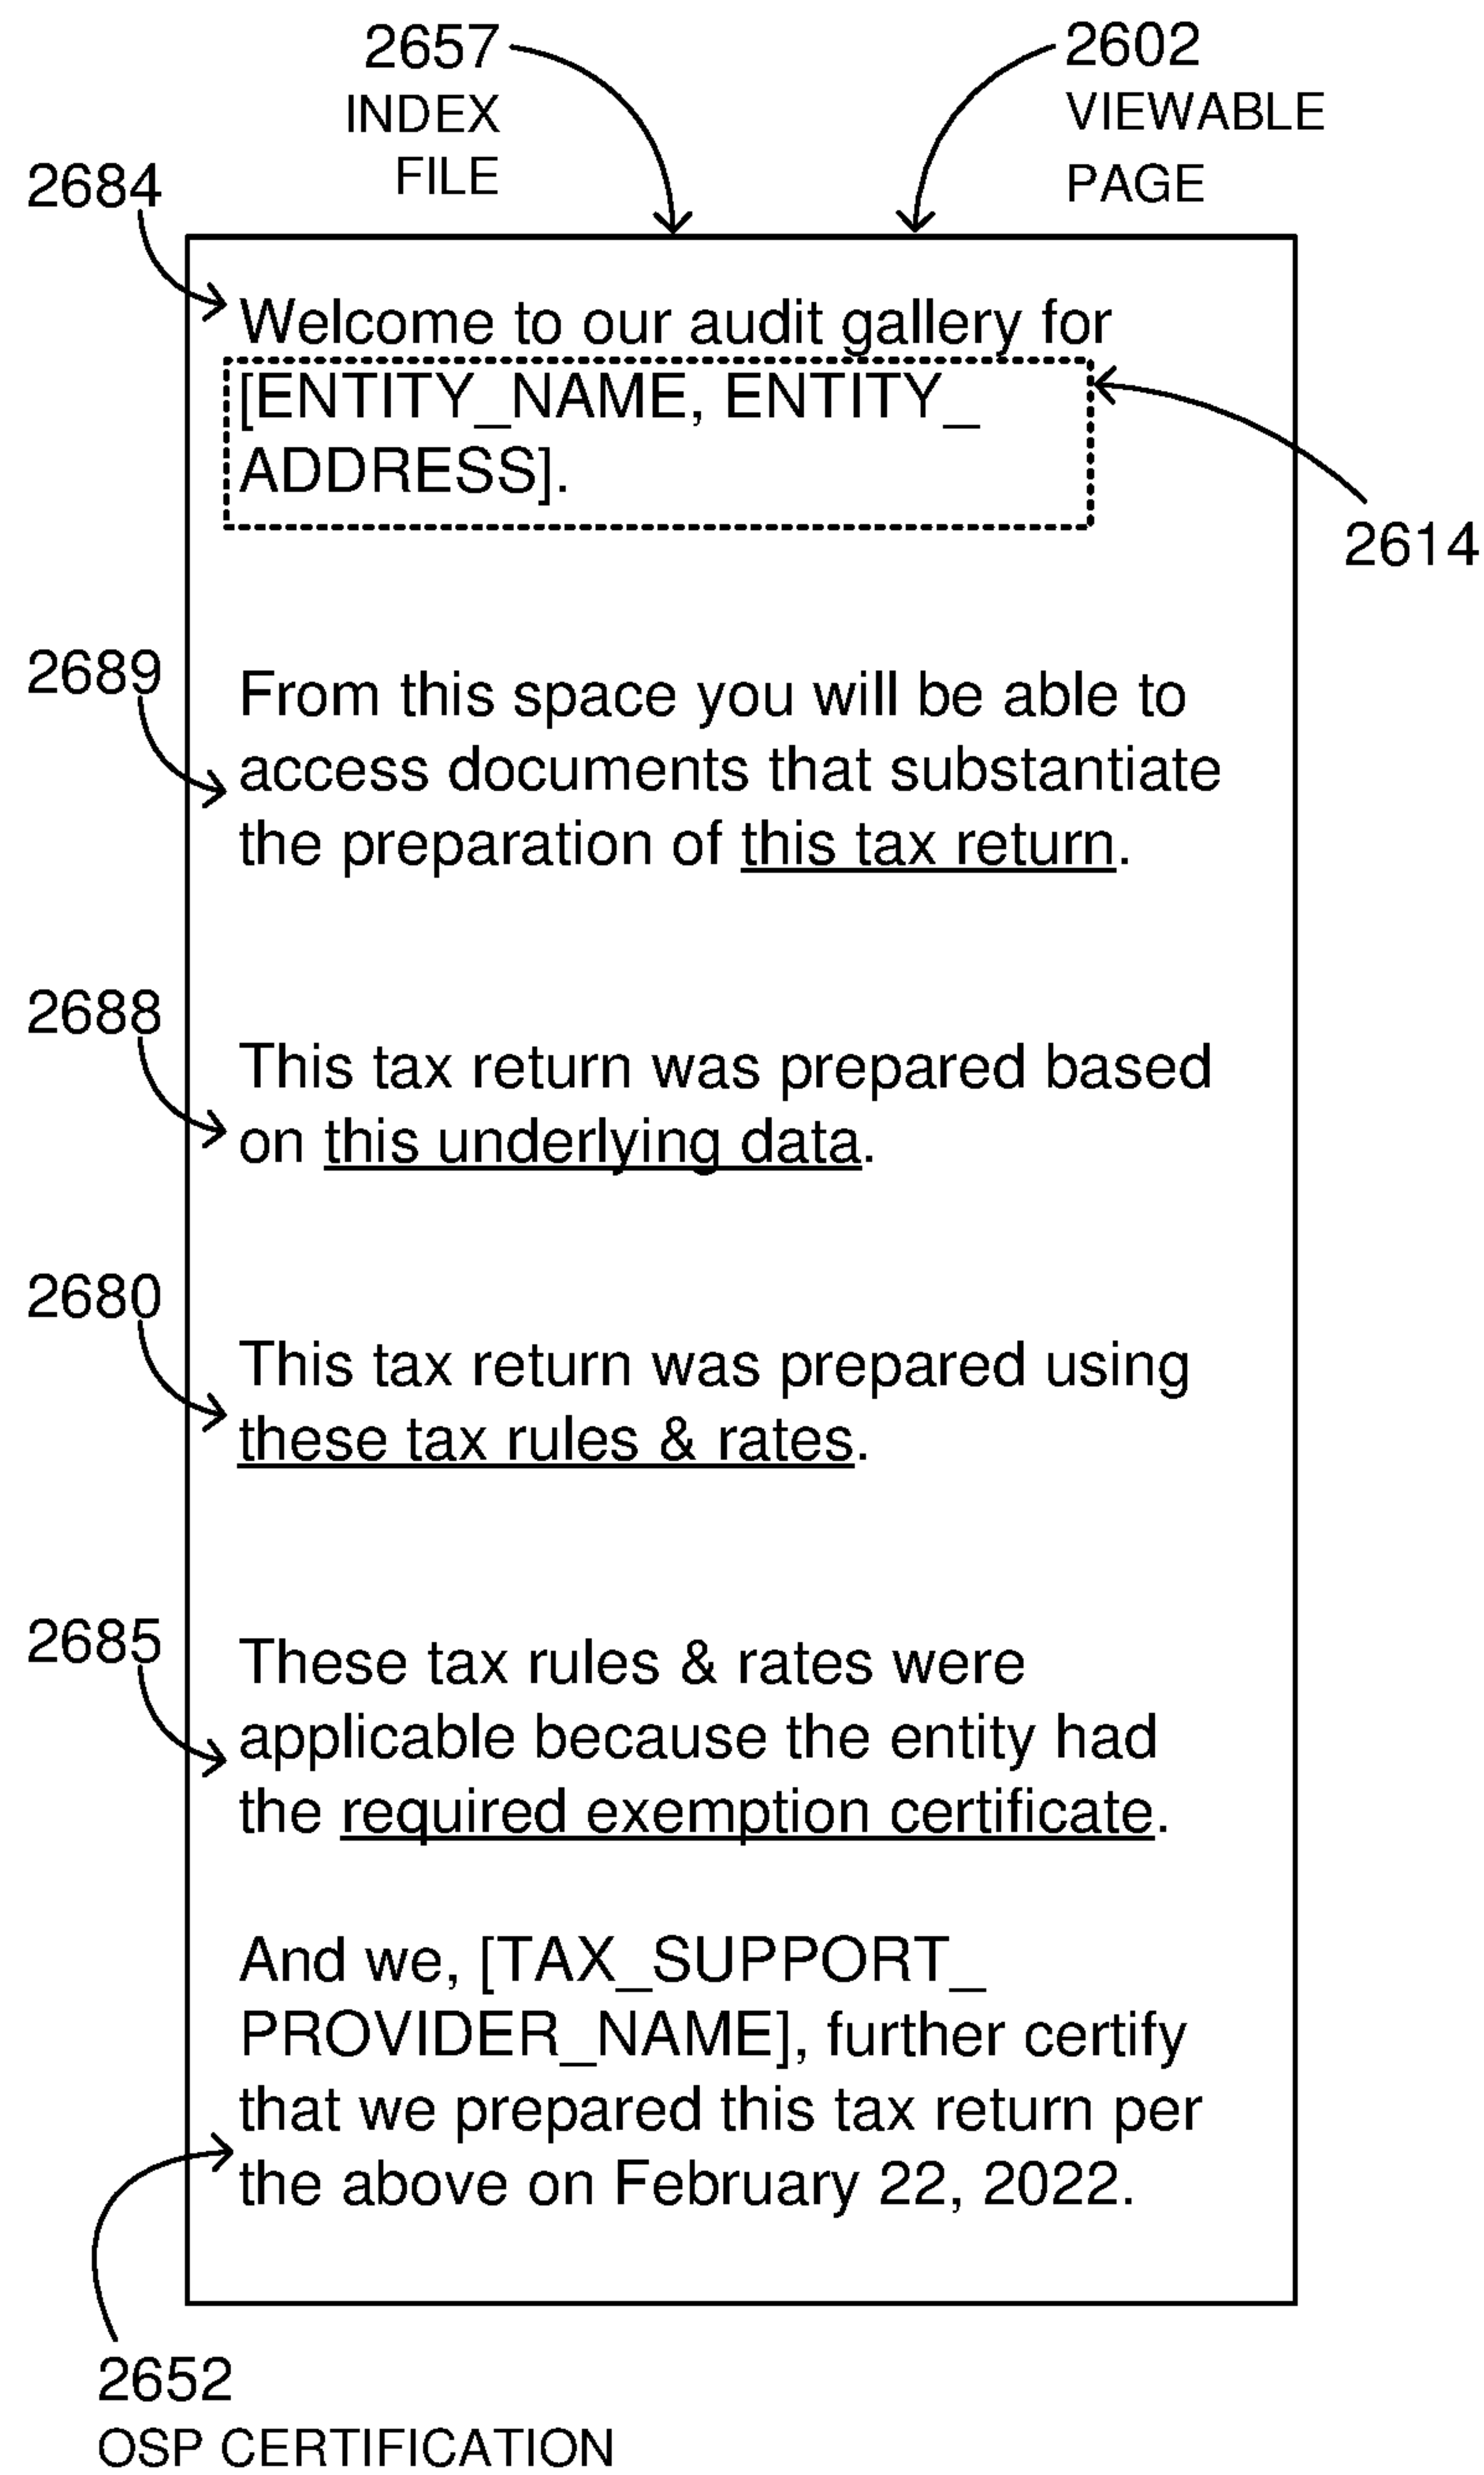 2657
INDEX
FILE
2602
VIEWABLE
PAGE
2684
Welcome to our audit gallery for
[ENTITY_NAME, ENTITY_
ADDRESS].
2614
2689
From this space you will be able to
access documents that substantiate
the preparation of this tax return.
2688
This tax return was prepared based
on this underlying data.
2680
This tax return was prepared using
these tax rules & rates.
2685
These tax rules & rates were
applicable because the entity had
the required exemption certificate.
And we, [TAX_SUPPORT_
PROVIDER_NAME], further certify
that we prepared this tax return per
the above on February 22, 2022.
2652
OSP CERTIFICATION